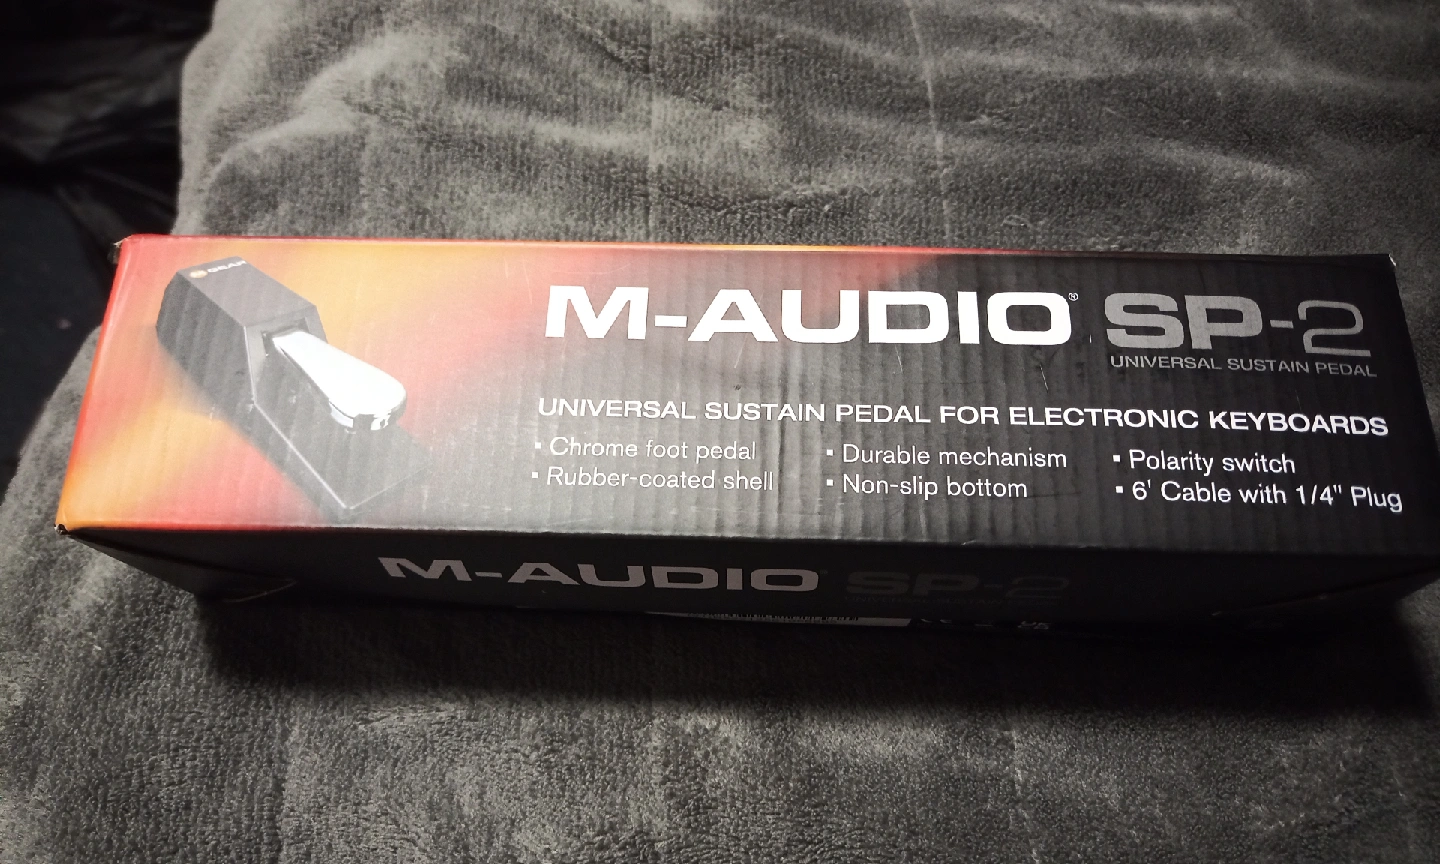 M-AUDIO® SP-2
UNIVERSAL SUSTAIN PEDAL
UNIVERSAL SUSTAIN PEDAL FOR ELECTRONIC KEYBOARDS
▪ Chrome foot pedal ▪ Durable mechanism ▪ Polarity switch
▪ Rubber-coated shell ▪ Non-slip bottom ▪ 6' Cable with 1/4" Plug
M-AUDIO SP-2